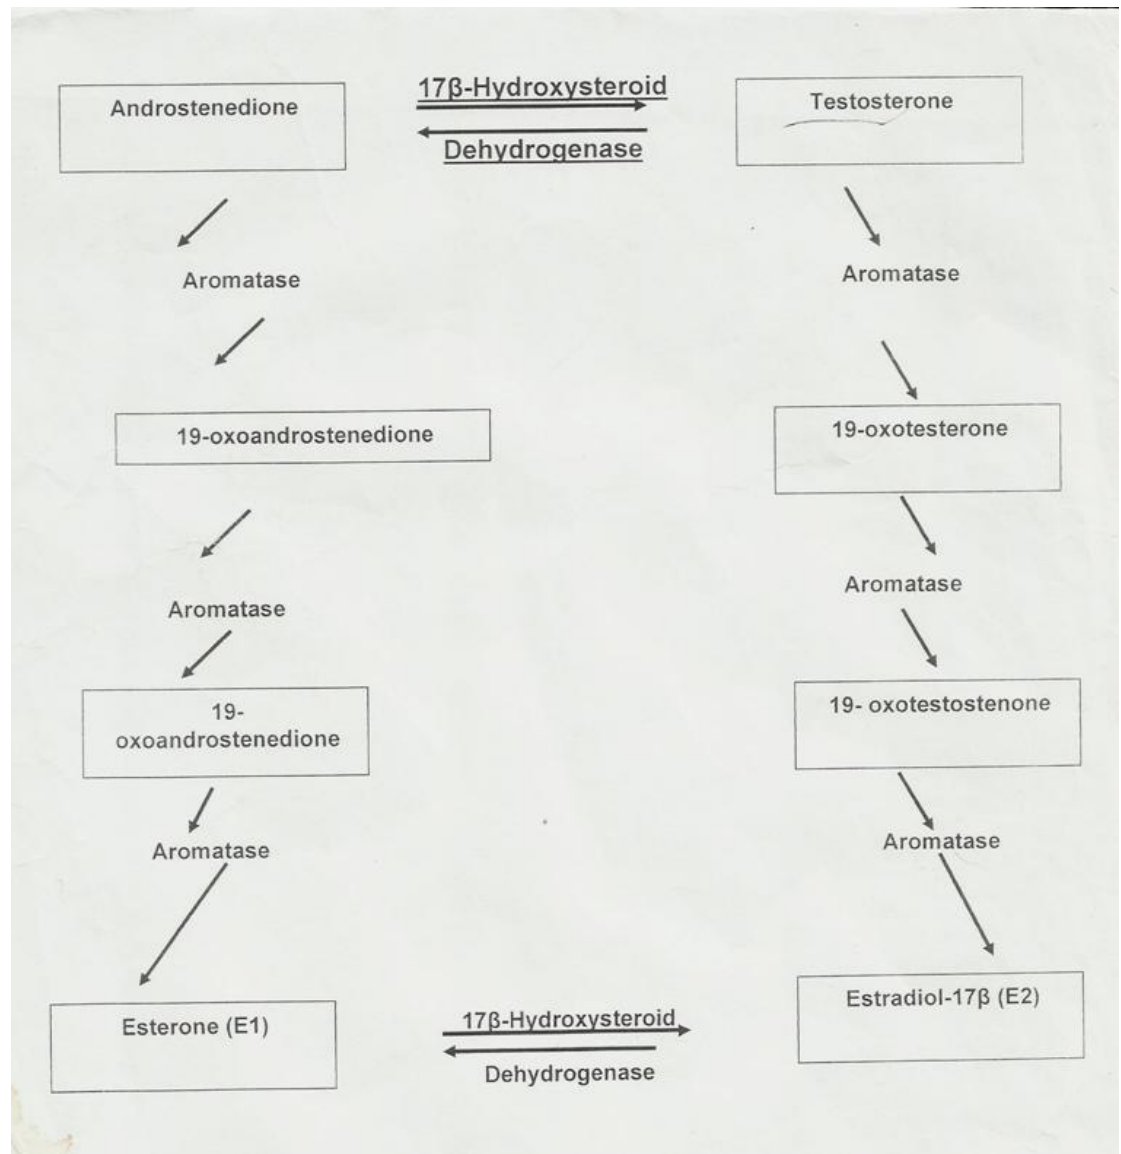 17β-Hydroxysteroid
Androstenedione
Testosterone
Dehydrogenase
Aromatase
Aromatase
19-oxoandrostenedione
19-oxotesterone
Aromatase
Aromatase
19-
oxoandrostenedione
19- oxotestostenone
Aromatase
Aromatase
Esterone (E1)
17β-Hydroxysteroid
Estradiol-17β (E2)
Dehydrogenase